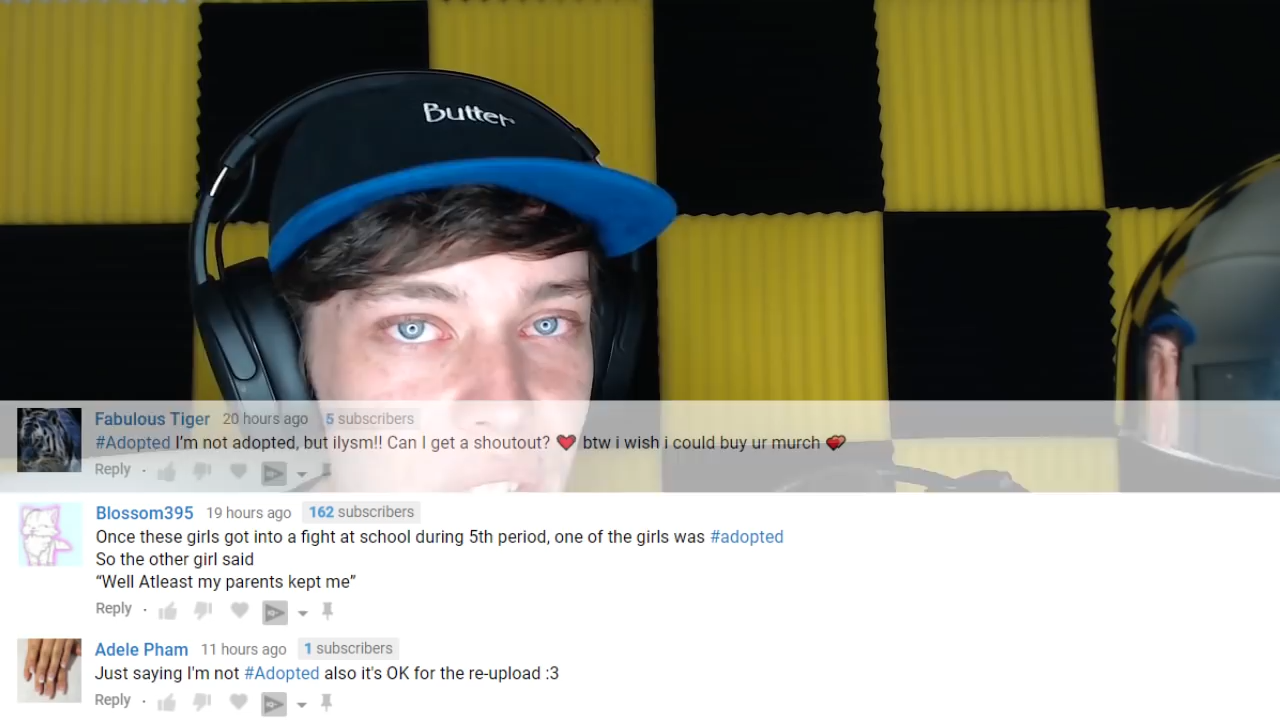 Butter
Fabulous Tiger 20 hours ago 5 subscribers
#Adopted I'm not adopted, but ilysm!! Can I get a shoutout? ❤ btw i wish i could buy ur murch 💕
Reply ·
Blossom395 19 hours ago 162 subscribers
Once these girls got into a fight at school during 5th period, one of the girls was #adopted
So the other girl said
“Well Atleast my parents kept me”
Reply ·
Adele Pham 11 hours ago 1 subscribers
Just saying I'm not #Adopted also it's OK for the re-upload :3
Reply ·